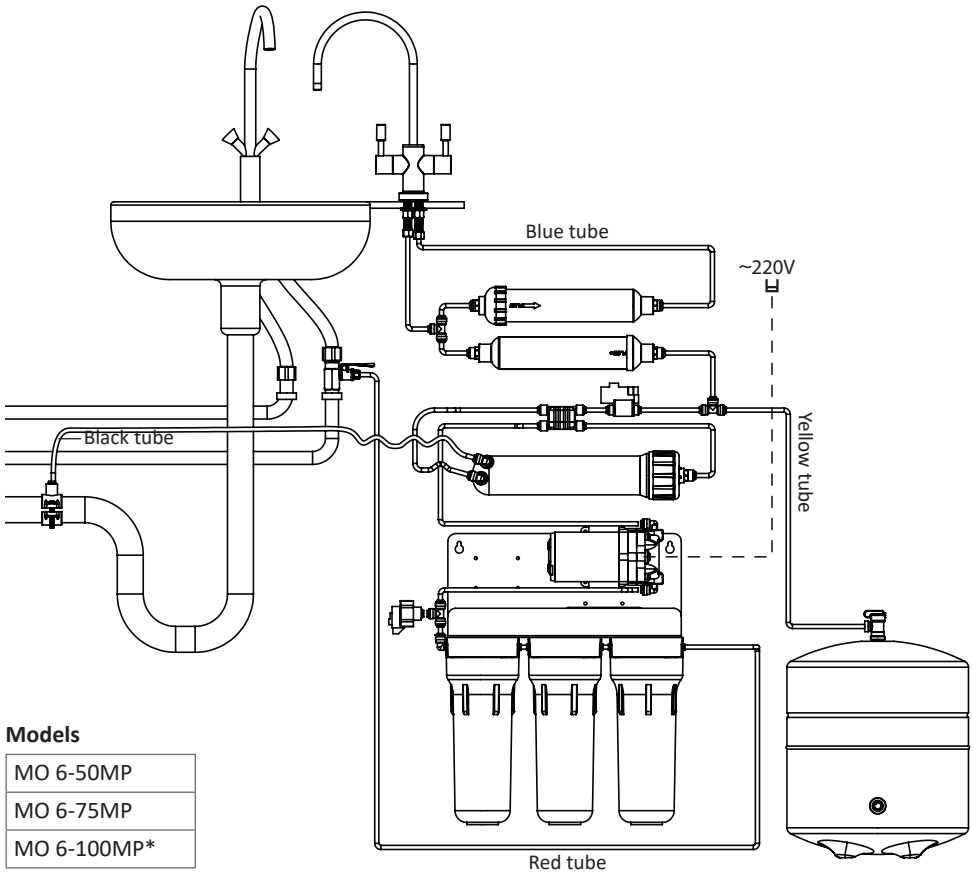 Blue tube
~220V
Black tube
Yellow tube
Models
MO 6-50MP
MO 6-75MP
MO 6-100MP*
Red tube